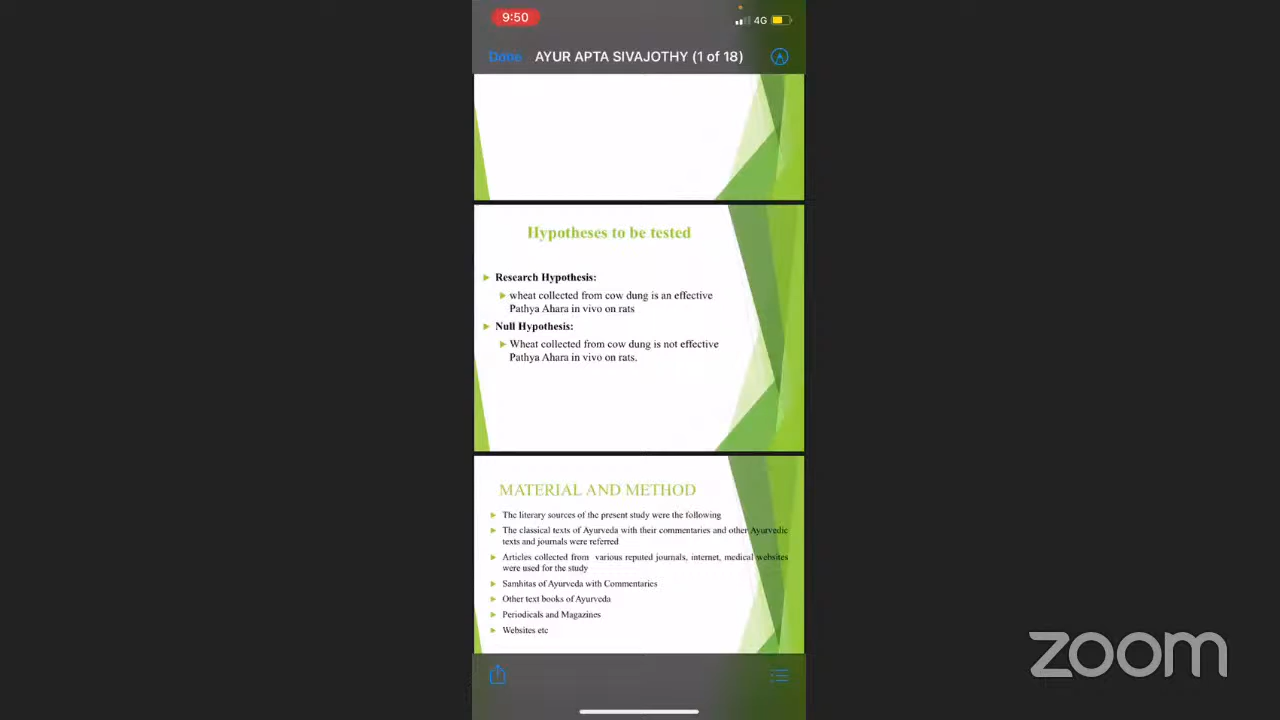 9:50
4G
Done
AYUR APTA SIVAJOTHY (1 of 18)
Hypotheses to be tested
Research Hypothesis:
wheat collected from cow dung is an effective
Pathya Ahara in vivo on rats
Null Hypothesis:
Wheat collected from cow dung is not effective
Pathya Ahara in vivo on rats.
MATERIAL AND METHOD
The literary sources of the present study were the following
The classical texts of Ayurveda with their commentaries and other Ayurvedic
texts and journals were referred
Articles collected from various reputed journals, internet, medical websites
were used for the study
Samhitas of Ayurveda with Commentaries
Other text books of Ayurveda
Periodicals and Magazines
Websites etc
zoom